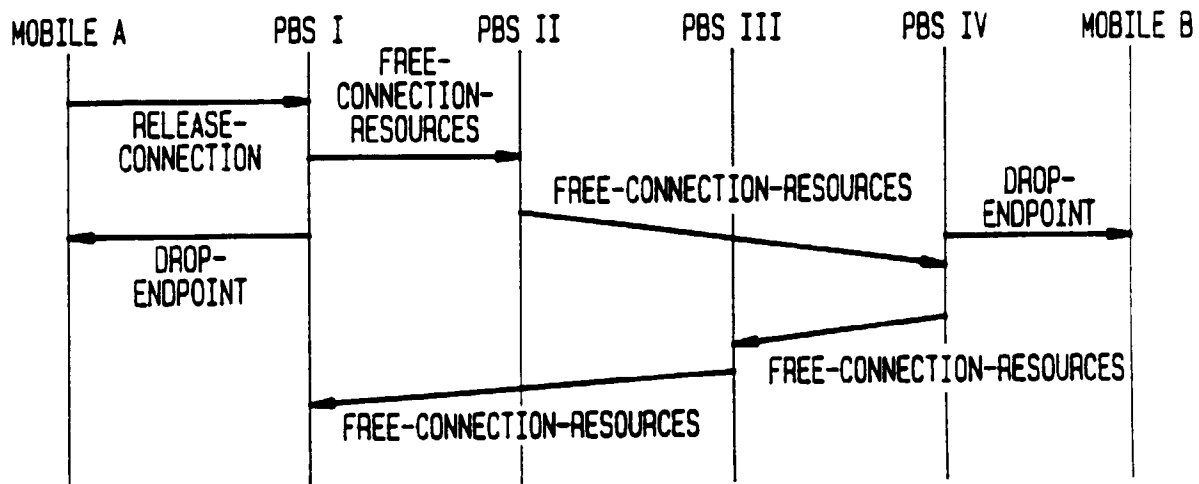 MOBILE A
PBS I
PBS II
PBS III
PBS IV
MOBILE B
FREE-
CONNECTION-
RESOURCES
RELEASE-
CONNECTION
FREE-CONNECTION-RESOURCES
DROP-
ENDPOINT
DROP-
ENDPOINT
FREE-CONNECTION-RESOURCES
FREE-CONNECTION-RESOURCES